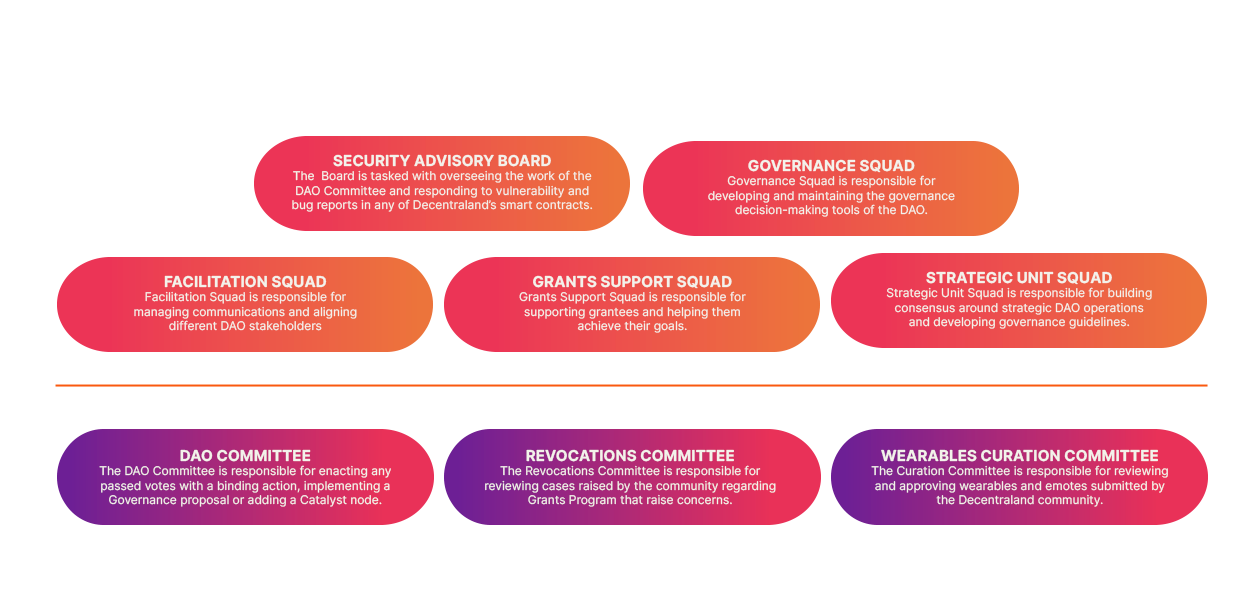 SECURITY ADVISORY BOARD
The  Board is tasked with overseeing the work of the
DAO Committee and responding to vulnerability and
bug reports in any of Decentraland’s smart contracts.
GOVERNANCE SQUAD
Governance Squad is responsible for
developing and maintaining the governance
decision-making tools of the DAO.
FACILITATION SQUAD
Facilitation Squad is responsible for
managing communications and aligning
different DAO stakeholders
GRANTS SUPPORT SQUAD
Grants Support Squad is responsible for
supporting grantees and helping them
achieve their goals.
STRATEGIC UNIT SQUAD
Strategic Unit Squad is responsible for building
consensus around strategic DAO operations
and developing governance guidelines.
DAO COMMITTEE
The DAO Committee is responsible for enacting any
passed votes with a binding action, implementing a
Governance proposal or adding a Catalyst node.
REVOCATIONS COMMITTEE
The Revocations Committee is responsible for
reviewing cases raised by the community regarding
Grants Program that raise concerns.
WEARABLES CURATION COMMITTEE
The Curation Committee is responsible for reviewing
and approving wearables and emotes submitted by
the Decentraland community.